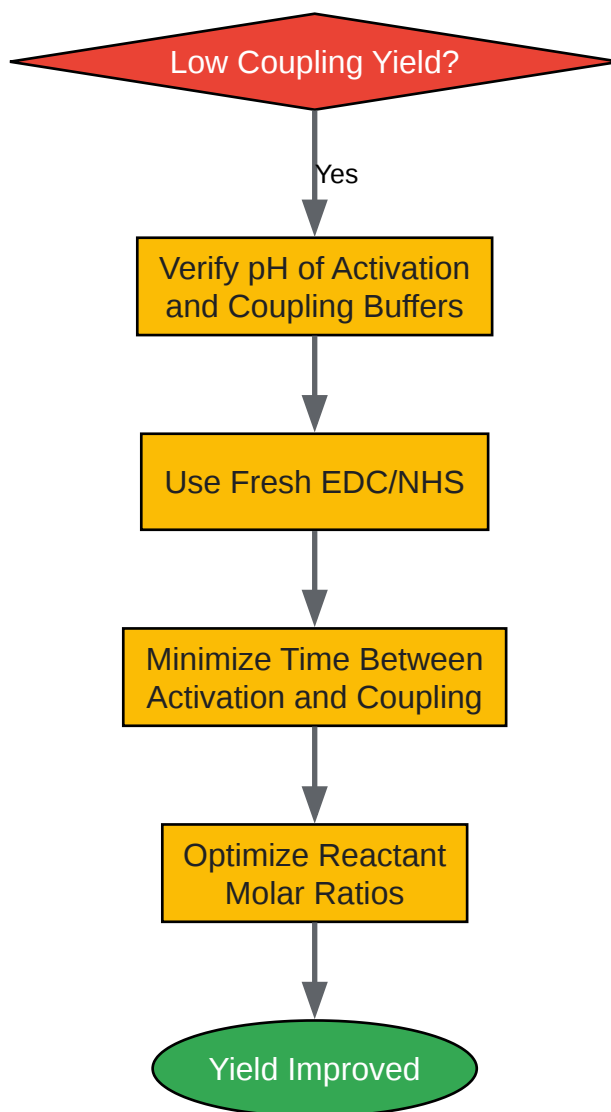 Low Coupling Yield?
Yes
Verify pH of Activation
and Coupling Buffers
Use Fresh EDC/NHS
Minimize Time Between
Activation and Coupling
Optimize Reactant
Molar Ratios
Yield Improved